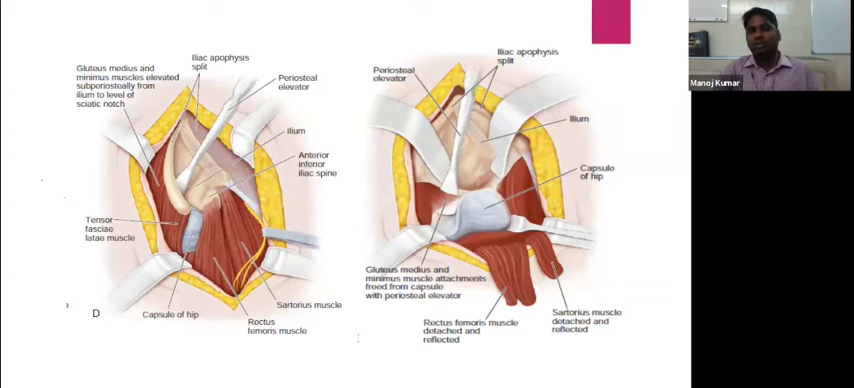 Iliac apophysis
split
Gluteus medius and
minimus muscles elevated
subperiosteally from
ilium to level of
sciatic notch
Periosteal
elevator
ilium
Anterior
inferior
iliac spine
Tensor
fasciae
latae muscle
D
Capsule of hip
Sartorius muscle
Rectus
femoris muscle
Iliac apophysis
split
Periosteal
elevator
Ilium
Capsule
of hip
Gluteus medius and
minimus muscle attachments
freed from capsule
with periosteal elevator
Rectus femoris muscle
detached and
reflected
Sartorius muscle
detached and
reflected
Manoj Kumar